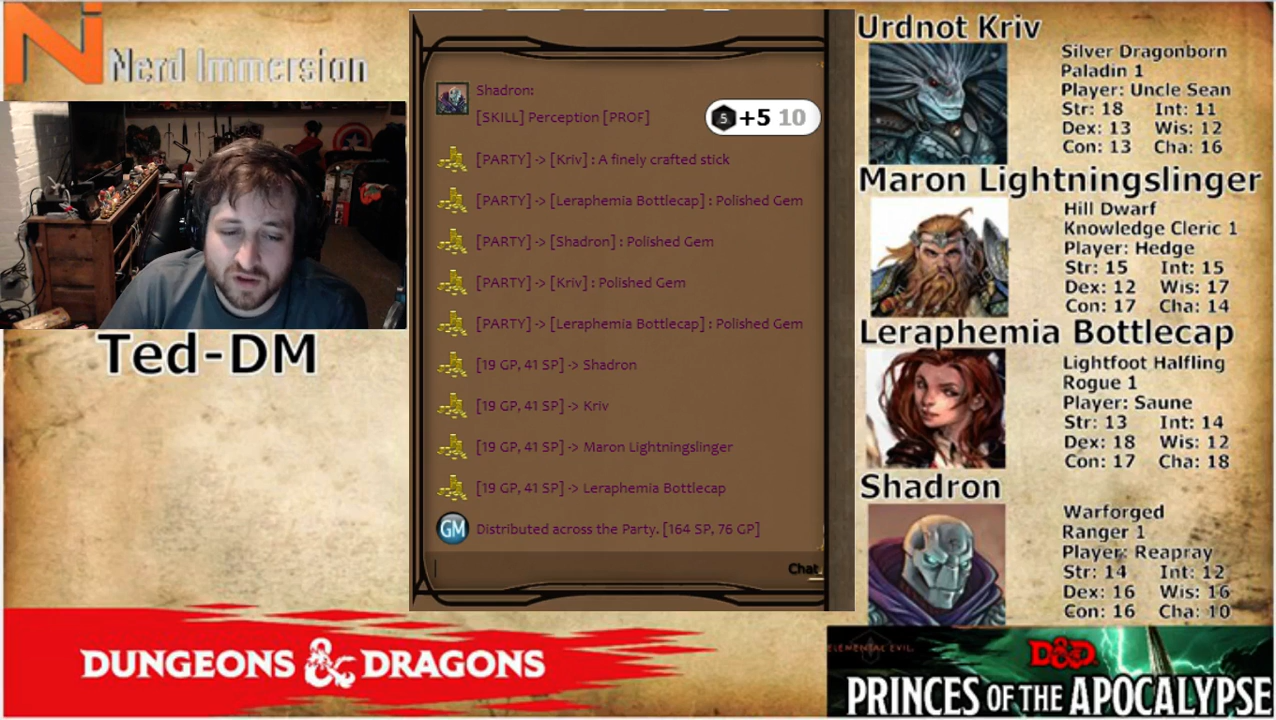 Nerd Immersion
Ted-DM
DUNGEONS & DRAGONS
Shadron:
[SKILL] Perception [PROF]
5 +5 10
[PARTY] -> [Kriv] : A finely crafted stick
[PARTY] -> [Leraphemia Bottlecap] : Polished Gem
[PARTY] -> [Shadron] : Polished Gem
[PARTY] -> [Kriv] : Polished Gem
[PARTY] -> [Leraphemia Bottlecap] : Polished Gem
[19 GP, 41 SP] -> Shadron
[19 GP, 41 SP] -> Kriv
[19 GP, 41 SP] -> Maron Lightningslinger
[19 GP, 41 SP] -> Leraphemia Bottlecap
GM Distributed across the Party. [164 SP, 76 GP]
Chat
Urdnot Kriv
Silver Dragonborn
Paladin 1
Player: Uncle Sean
Str: 18 Int: 11
Dex: 13 Wis: 12
Con: 13 Cha: 16
Maron Lightningslinger
Hill Dwarf
Knowledge Cleric 1
Player: Hedge
Str: 15 Int: 15
Dex: 12 Wis: 17
Con: 17 Cha: 14
Leraphemia Bottlecap
Lightfoot Halfling
Rogue 1
Player: Saune
Str: 13 Int: 14
Dex: 18 Wis: 12
Con: 17 Cha: 18
Shadron
Warforged
Ranger 1
Player: Reapray
Str: 14 Int: 12
Dex: 16 Wis: 16
Con: 16 Cha: 10
ELEMENTAL EVIL
D&D
PRINCES OF THE APOCALYPSE